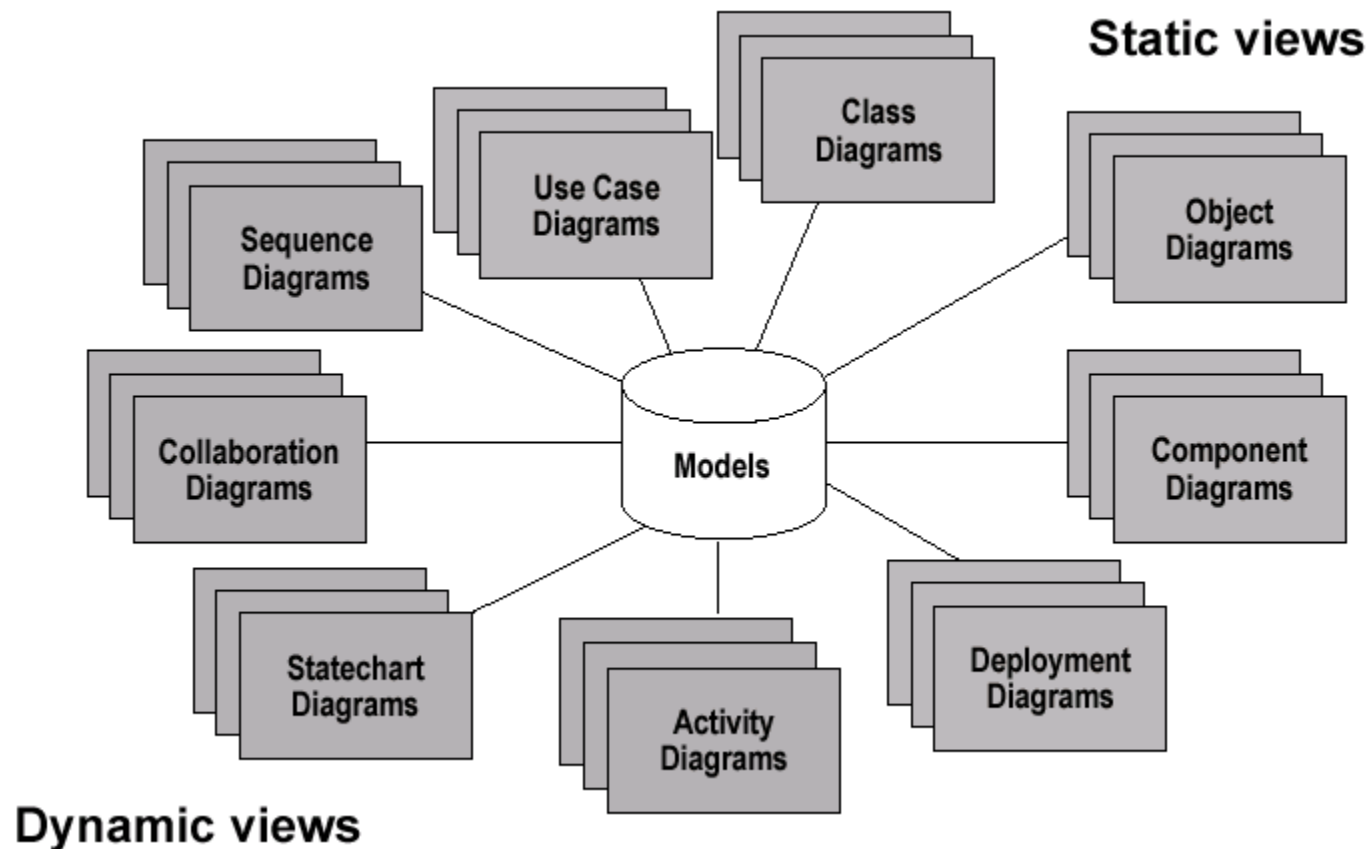 Static views
Class
Diagrams
Use Case
Diagrams
Object
Diagrams
Sequence
Diagrams
Collaboration
Diagrams
Models
Component
Diagrams
Statechart
Diagrams
Activity
Diagrams
Deployment
Diagrams
Dynamic views